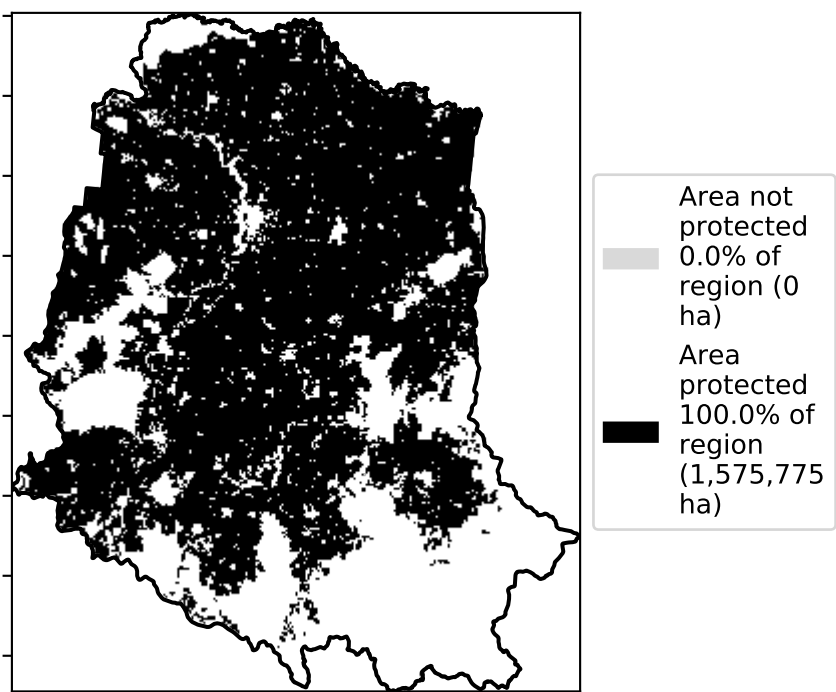 Area not
protected
0.0% of
region (0
ha)
Area
protected
100.0% of
region
(1,575,775
ha)